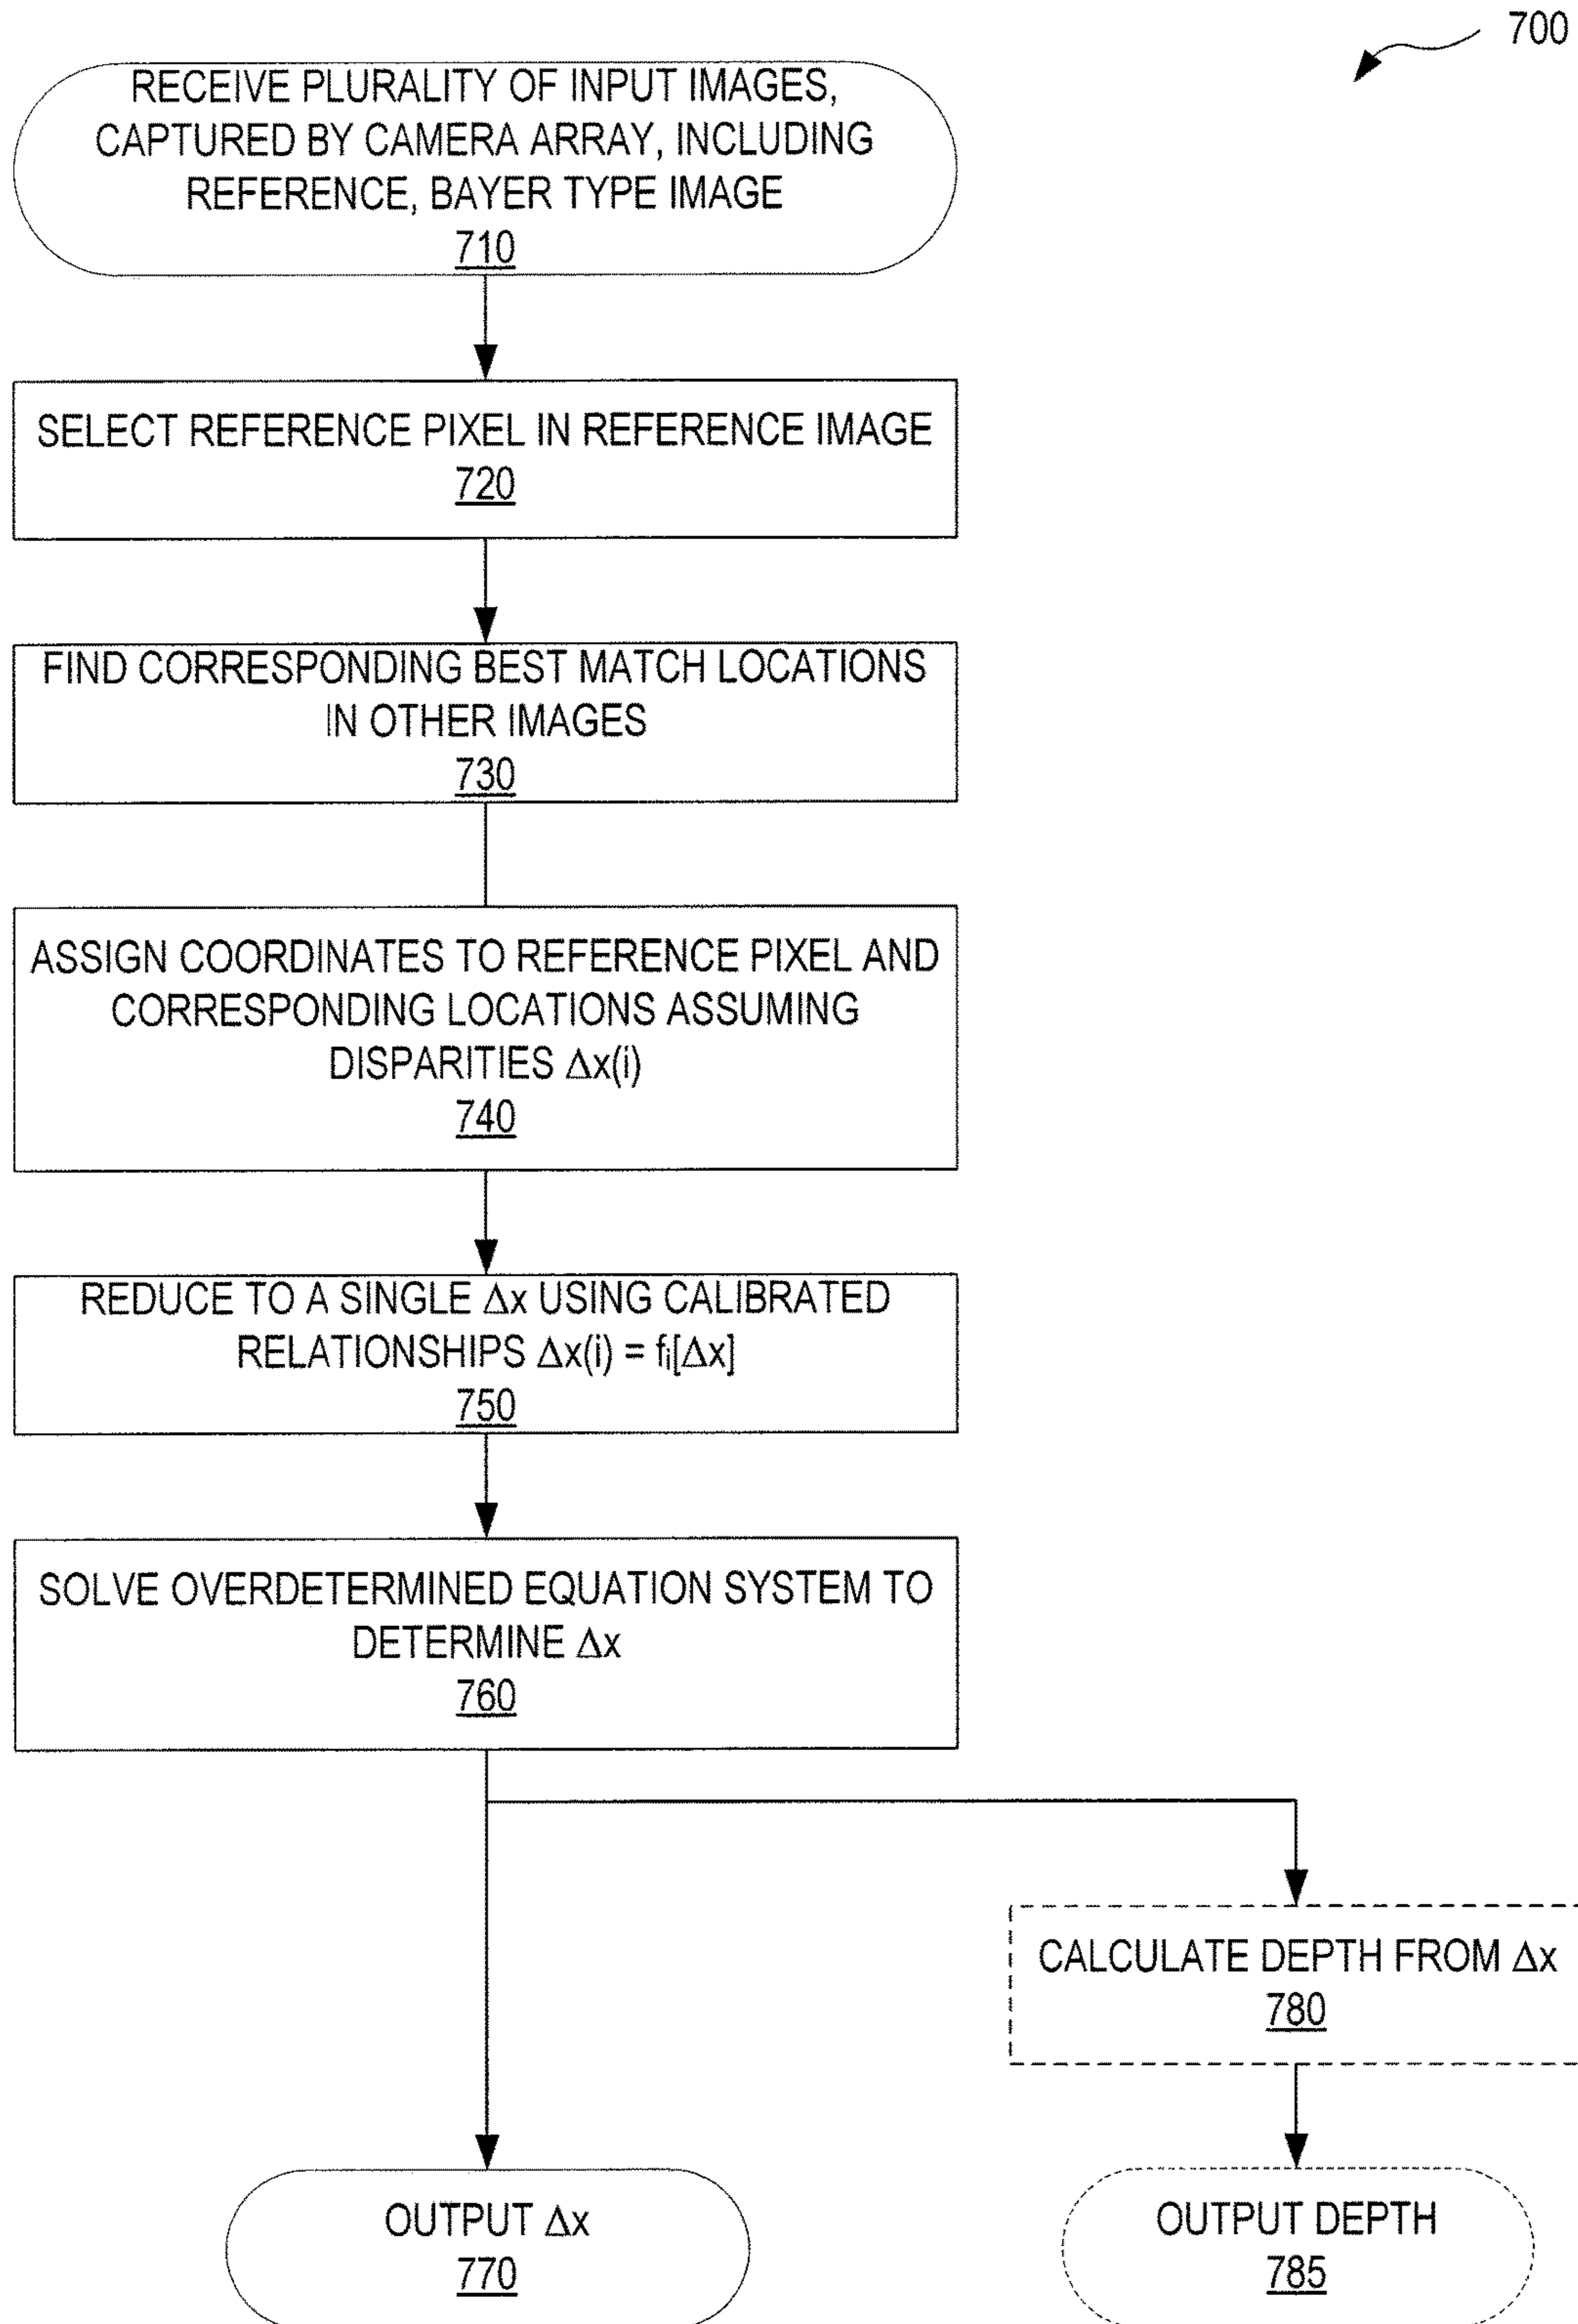 700
RECEIVE PLURALITY OF INPUT IMAGES,
CAPTURED BY CAMERA ARRAY, INCLUDING
REFERENCE, BAYER TYPE IMAGE
710
SELECT REFERENCE PIXEL IN REFERENCE IMAGE
720
FIND CORRESPONDING BEST MATCH LOCATIONS
IN OTHER IMAGES
730
ASSIGN COORDINATES TO REFERENCE PIXEL AND
CORRESPONDING LOCATIONS ASSUMING
DISPARITIES Δx(i)
740
REDUCE TO A SINGLE Δx USING CALIBRATED
RELATIONSHIPS Δx(i) = fi[Δx]
750
SOLVE OVERDETERMINED EQUATION SYSTEM TO
DETERMINE Δx
760
CALCULATE DEPTH FROM Δx
780
OUTPUT Δx
770
OUTPUT DEPTH
785